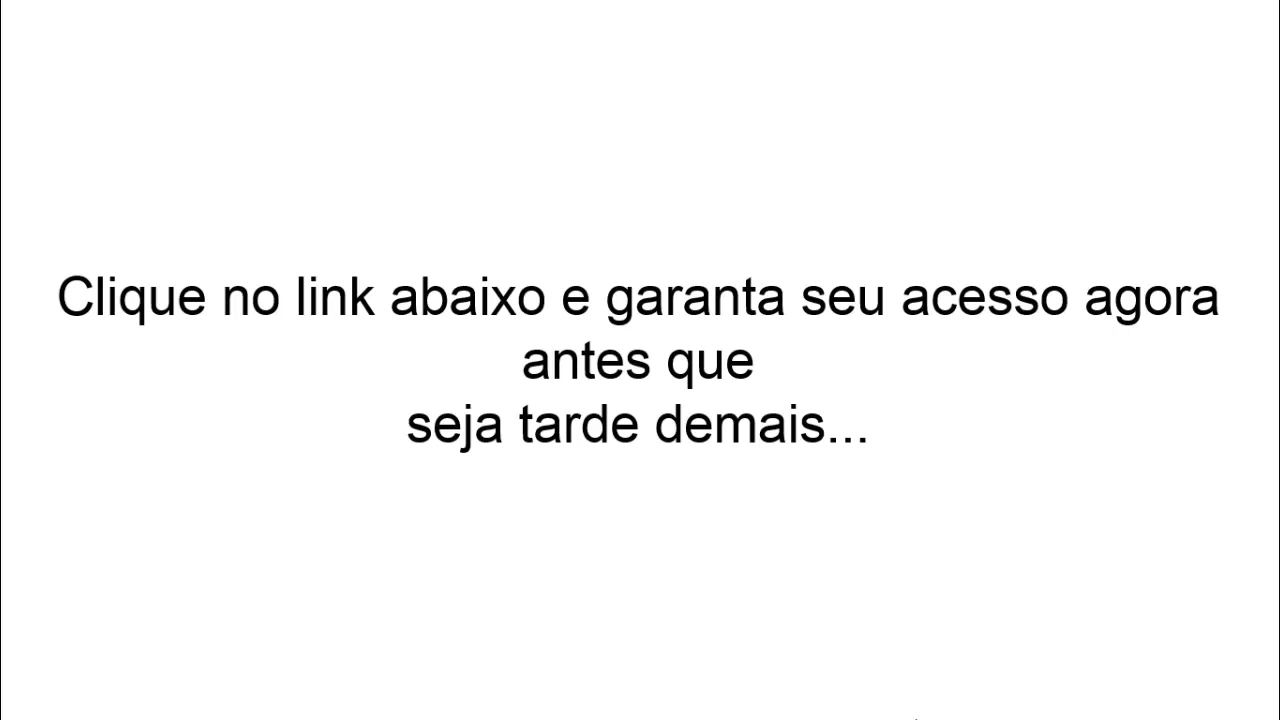 Clique no link abaixo e garanta seu acesso agora
antes que
seja tarde demais...